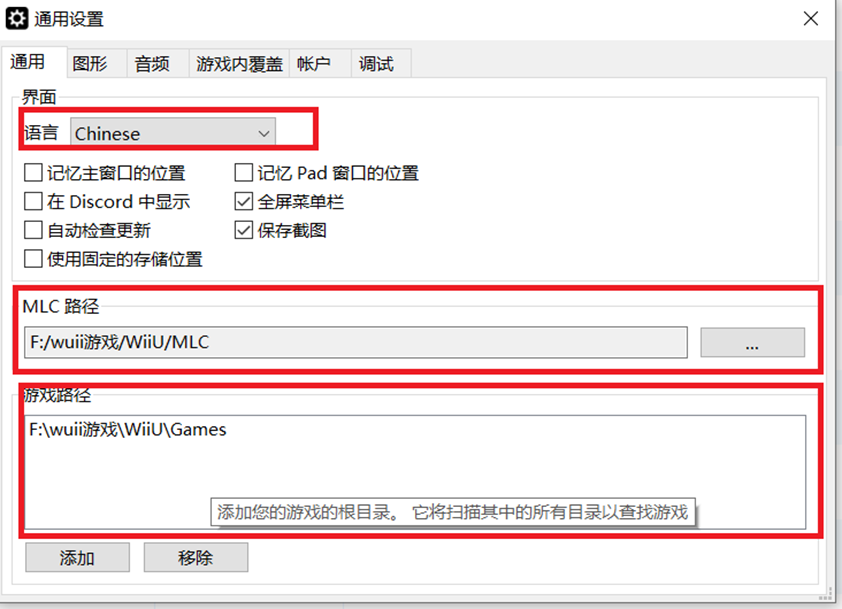 通用设置
通用 图形 音频 游戏内覆盖 帐户 调试
界面
语言 Chinese
记忆主窗口的位置 记忆 Pad 窗口的位置
在 Discord 中显示 全屏菜单栏
自动检查更新 保存截图
使用固定的存储位置
MLC 路径
F:/wuii游戏/WiiU/MLC ...
游戏路径
F:\wuii游戏\WiiU\Games
添加您的游戏的根目录。 它将扫描其中的所有目录以查找游戏
添加 移除